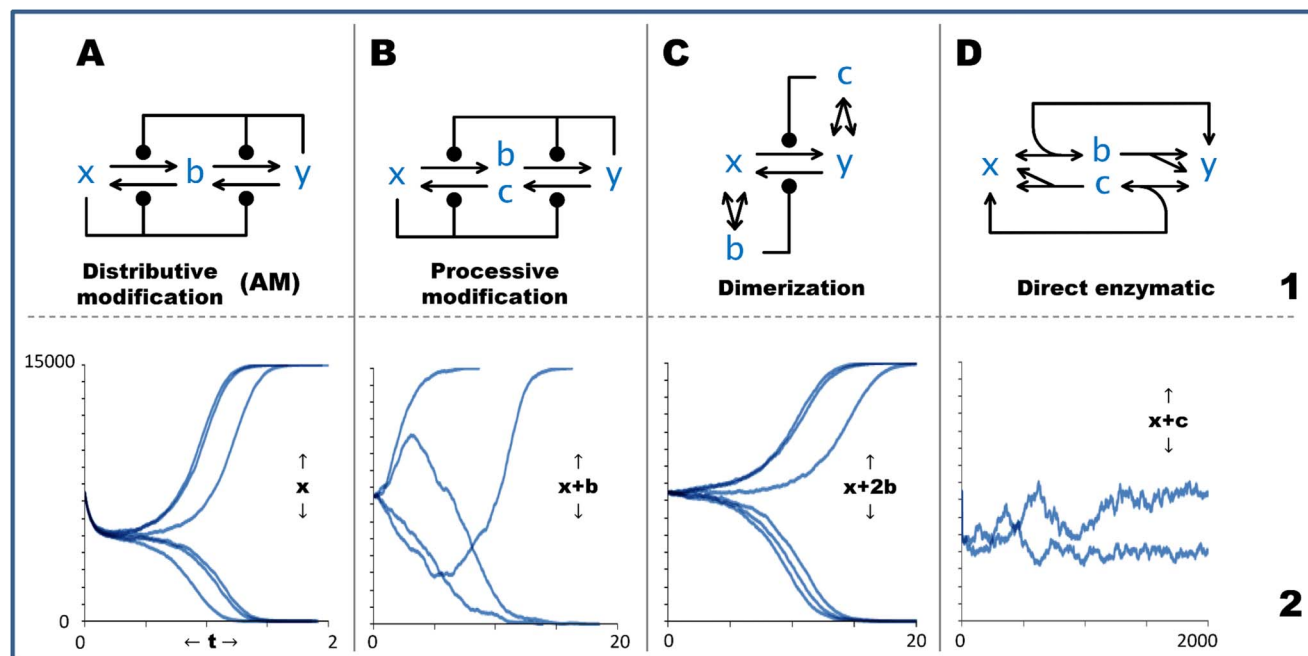 A
x
b
y
Distributive
modification (AM)
B
x
b
c
y
Processive
modification
C
c
x
y
b
Dimerization
D
x
b
y
c
Direct enzymatic
1
15000
0
0
← t →
2
↑
x
↓
↑
x+b
↓
0
20
↑
x+2b
↓
0
20
↑
x+c
↓
0
2000
2